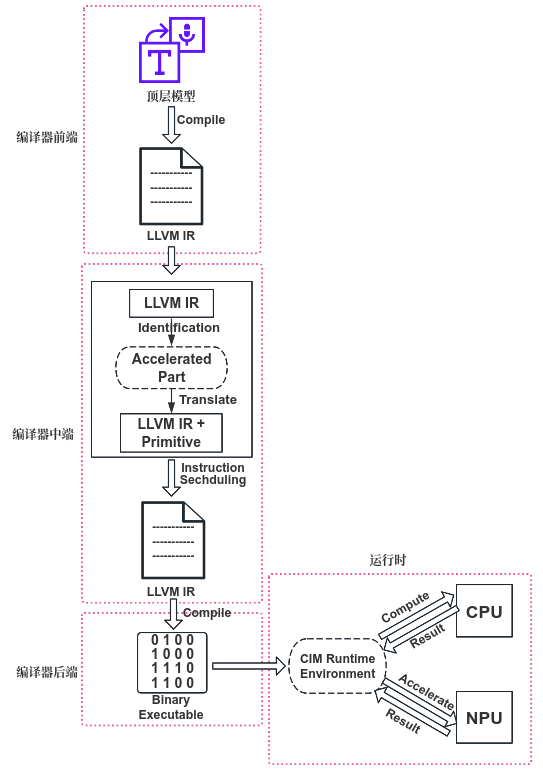 T
顶层模型
Compile
编译器前端
LLVM IR
LLVM IR
Identification
Accelerated
Part
Translate
LLVM IR +
Primitive
编译器中端
Instruction
Sechduling
LLVM IR
运行时
Compile
Compute
Result
CPU
0 1 0 0
1 0 0 0
1 1 1 0
1 1 0 0
编译器后端
CIM Runtime
Environment
Binary
Executable
Accelerate
Result
NPU